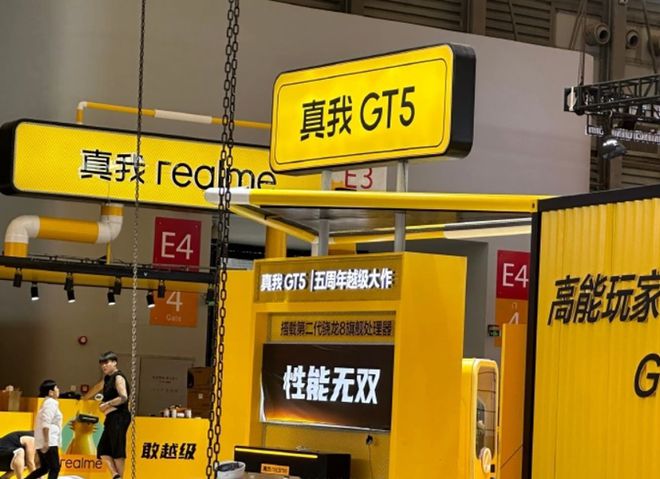 真我 GT5
真我 realme
E3
E4
4
Gate
真我 GT5 | 五周年越级大作
搭载第二代骁龙8旗舰处理器
性能无双
E4
4
高能玩家
G
realme
敢越级